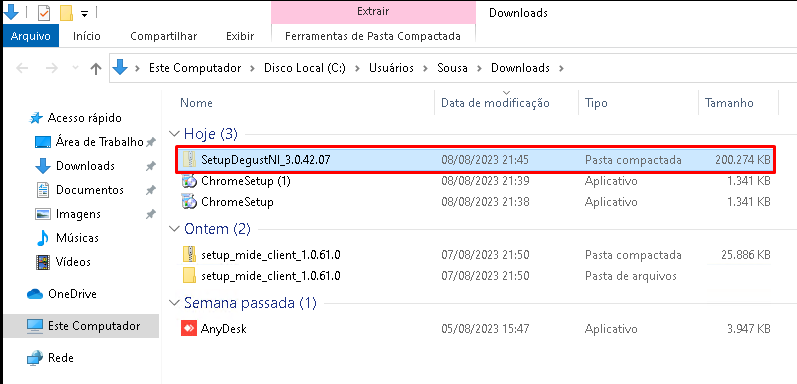 Extrair
Downloads
Arquivo Início Compartilhar Exibir Ferramentas de Pasta Compactada
Este Computador Disco Local (C:) Usuários Sousa Downloads
Nome Data de modificação Tipo Tamanho
Acesso rápido
Área de Trabalho
Downloads
Documentos
Imagens
Músicas
Vídeos
OneDrive
Este Computador
Rede
Hoje (3)
SetupDegustNI_3.0.42.07 08/08/2023 21:45 Pasta compactada 200.274 KB
ChromeSetup (1) 08/08/2023 21:39 Aplicativo 1.341 KB
ChromeSetup 08/08/2023 21:38 Aplicativo 1.341 KB
Ontem (2)
setup_mide_client_1.0.61.0 07/08/2023 21:50 Pasta compactada 25.886 KB
setup_mide_client_1.0.61.0 07/08/2023 21:50 Pasta de arquivos
Semana passada (1)
AnyDesk 05/08/2023 15:47 Aplicativo 3.947 KB